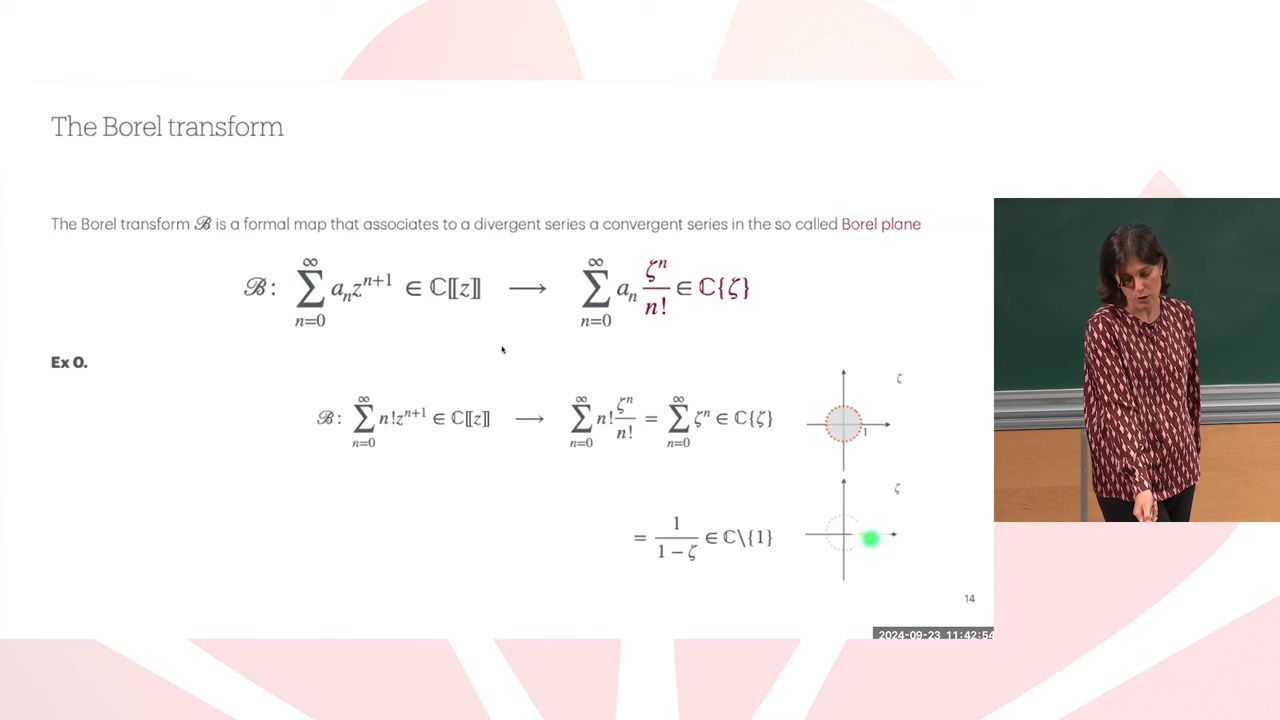 The Borel transform
The Borel transform ℬ is a formal map that associates to a divergent series a convergent series in the so called Borel plane
ℬ: ∑_{n=0}^{∞} a_n z^{n+1} ∈ ℂ[[z]] ⟶ ∑_{n=0}^{∞} a_n ζ^n/n! ∈ ℂ{ζ}
Ex 0.
ℬ: ∑_{n=0}^{∞} n! z^{n+1} ∈ ℂ[[z]] ⟶ ∑_{n=0}^{∞} n! ζ^n/n! = ∑_{n=0}^{∞} ζ^n ∈ ℂ{ζ}
ζ
1
= 1/(1 − ζ) ∈ ℂ\{1}
ζ
14
2024-09-23 11:42:54